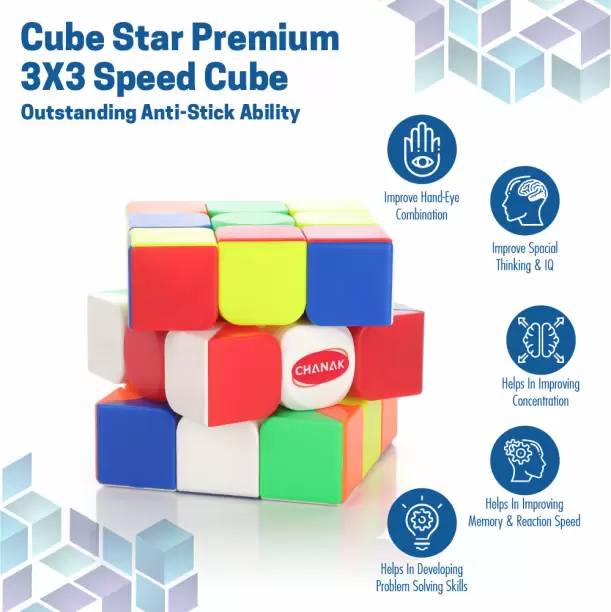 Cube Star Premium
3X3 Speed Cube
Outstanding Anti-Stick Ability
Improve Hand-Eye
Combination
Improve Spacial
Thinking & IQ
CHANAK
Helps In Improving
Concentration
Helps In Improving
Memory & Reaction Speed
Helps In Developing
Problem Solving Skills